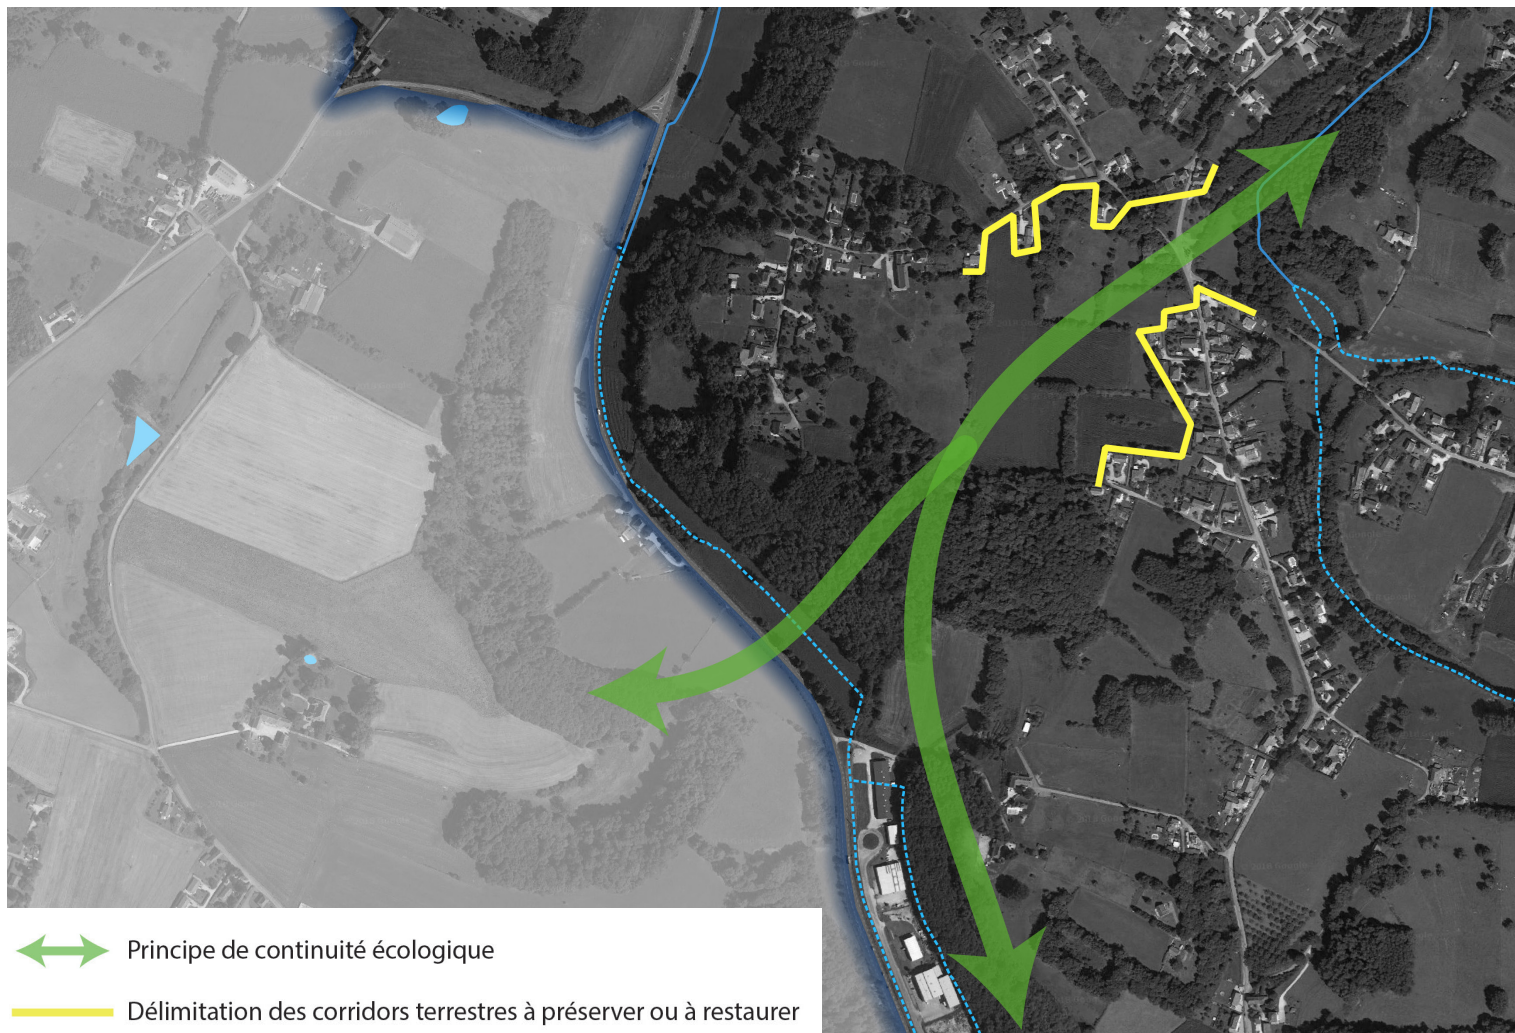 Principe de continuité écologique
Délimitation des corridors terrestres à préserver ou à restaurer